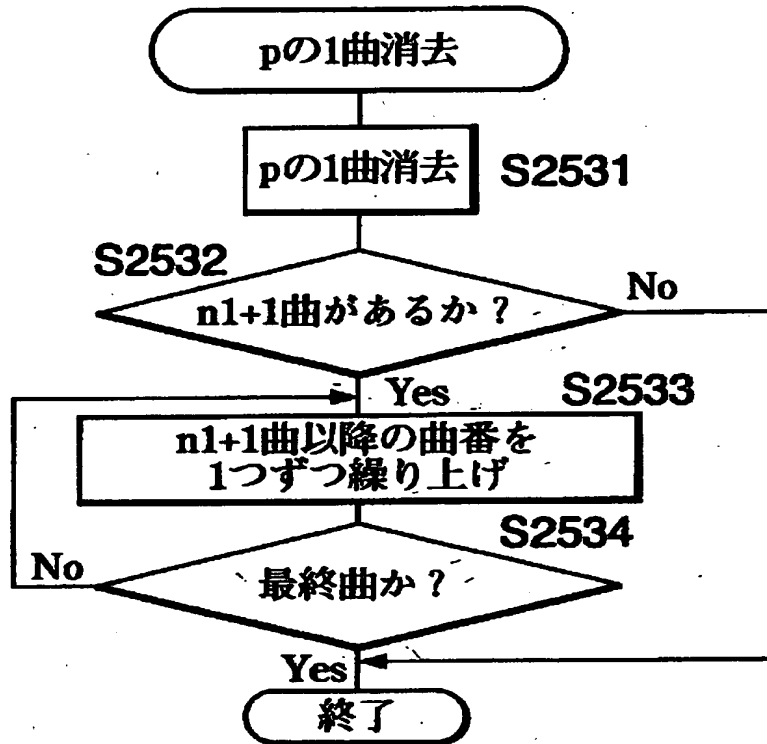 pの1曲消去
pの1曲消去
S2531
S2532
n1+1曲があるか？
No
Yes
S2533
n1+1曲以降の曲番を
1つずつ繰り上げ
S2534
No
最終曲か？
Yes
終了